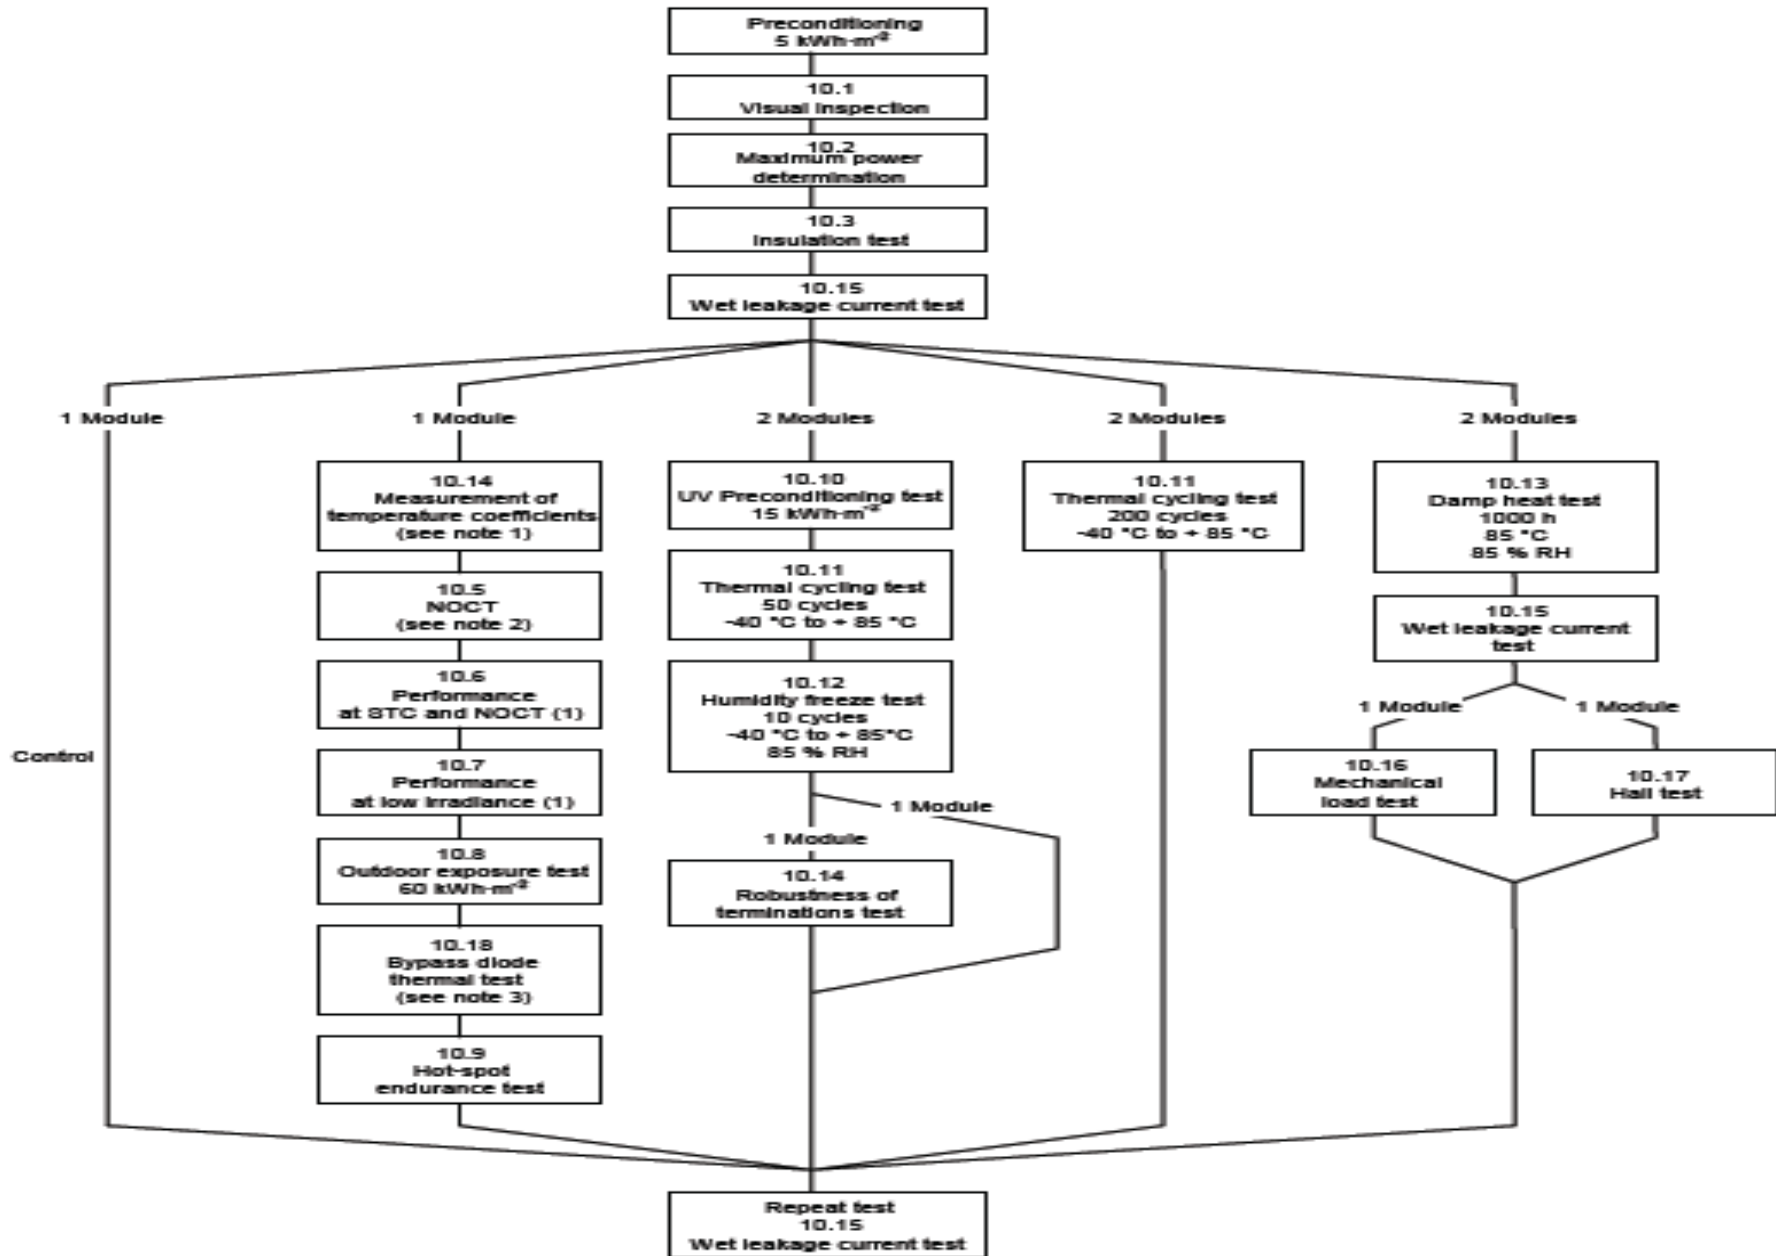 Preconditioning
5 kWh·m⁻²
10.1
Visual inspection
10.2
Maximum power
determination
10.3
Insulation test
10.15
Wet leakage current test
1 Module
1 Module
2 Modules
2 Modules
2 Modules
Control
10.14
Measurement of
temperature coefficients
(see note 1)
10.5
NOCT
(see note 2)
10.6
Performance
at STC and NOCT (1)
10.7
Performance
at low irradiance (1)
10.8
Outdoor exposure test
60 kWh·m⁻²
10.18
Bypass diode
thermal test
(see note 3)
10.9
Hot-spot
endurance test
10.10
UV Preconditioning test
15 kWh·m⁻²
10.11
Thermal cycling test
50 cycles
-40 °C to + 85 °C
10.12
Humidity freeze test
10 cycles
-40 °C to + 85°C
85 % RH
1 Module
1 Module
10.14
Robustness of
terminations test
10.11
Thermal cycling test
200 cycles
-40 °C to + 85 °C
10.13
Damp heat test
1000 h
85 °C
85 % RH
10.15
Wet leakage current
test
1 Module
1 Module
10.16
Mechanical
load test
10.17
Hail test
Repeat test
10.15
Wet leakage current test